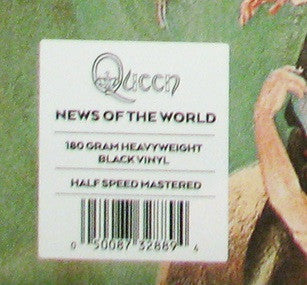 Queen
NEWS OF THE WORLD
180 GRAM HEAVYWEIGHT
BLACK VINYL
HALF SPEED MASTERED
0 50087 32889 4